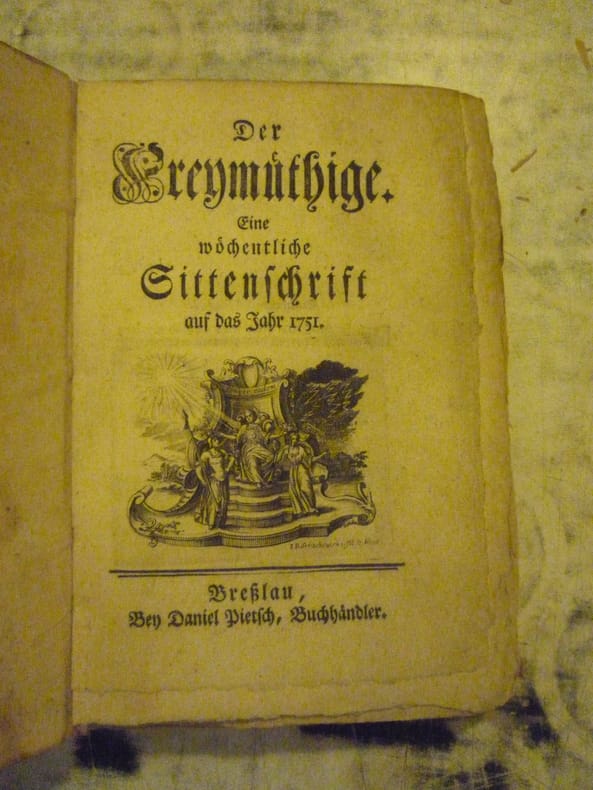 Der
Freymüthige.
Eine
wöchentliche
Sittenschrift
auf das Jahr 1751.
Breßlau,
Bey Daniel Pietsch, Buchhändler.